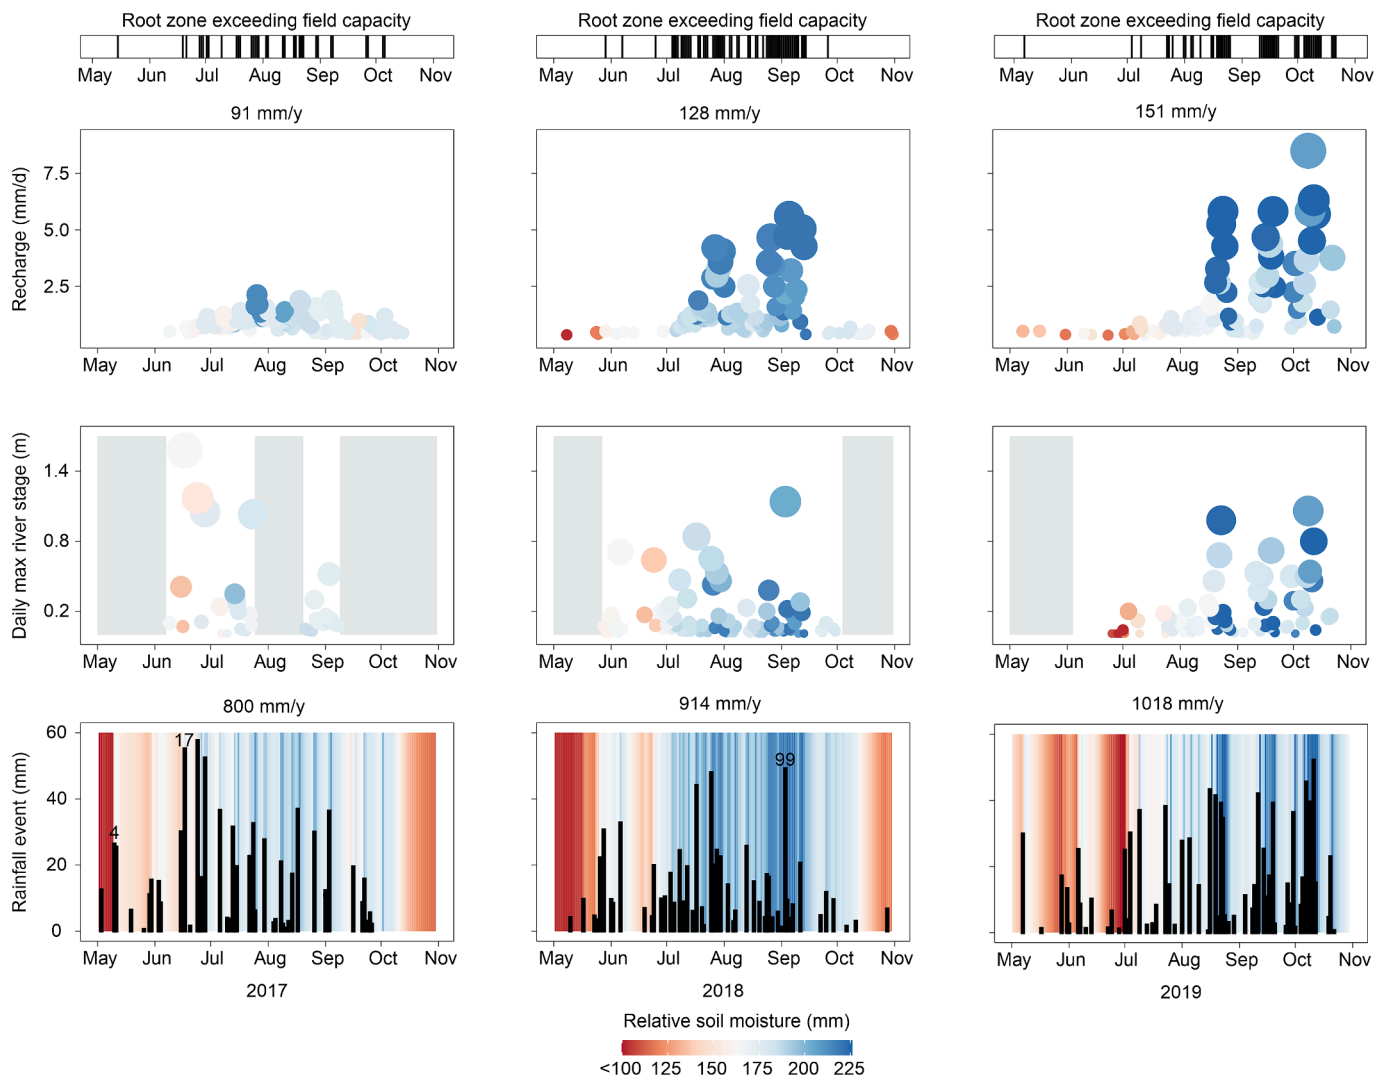 Root zone exceeding field capacity Root zone exceeding field capacity Root zone exceeding field capacity
May Jun Jul Aug Sep Oct Nov May Jun Jul Aug Sep Oct Nov May Jun Jul Aug Sep Oct Nov
91 mm/y 128 mm/y 151 mm/y
Recharge (mm/d)
7.5
5.0
2.5
May Jun Jul Aug Sep Oct Nov May Jun Jul Aug Sep Oct Nov May Jun Jul Aug Sep Oct Nov
Daily max river stage (m)
1.4
0.8
0.2
May Jun Jul Aug Sep Oct Nov May Jun Jul Aug Sep Oct Nov May Jun Jul Aug Sep Oct Nov
800 mm/y 914 mm/y 1018 mm/y
Rainfall event (mm)
60
17
99
40
4
20
0
May Jun Jul Aug Sep Oct Nov May Jun Jul Aug Sep Oct Nov May Jun Jul Aug Sep Oct Nov
2017 2018 2019
Relative soil moisture (mm)
<100 125 150 175 200 225